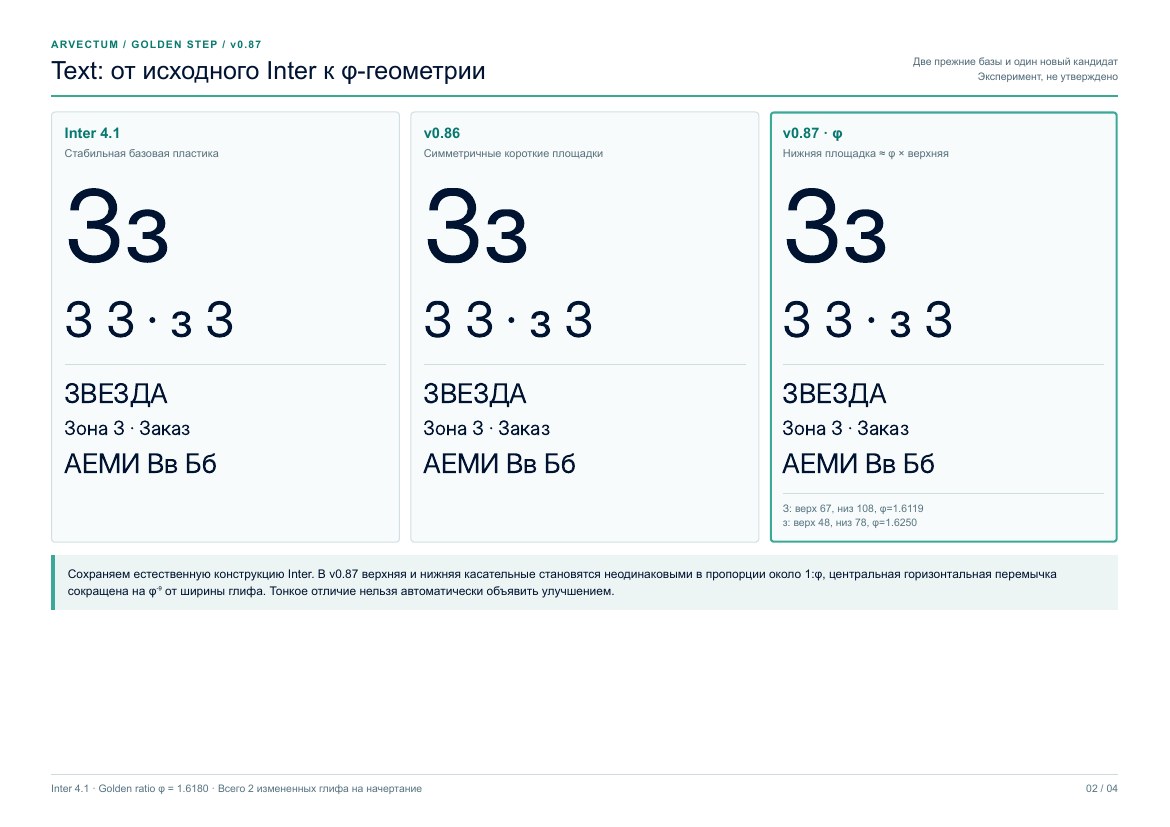 ARVECTUM / GOLDEN STEP / v0.87
Text: от исходного Inter к φ-геометрии
Две прежние базы и один новый кандидат
Эксперимент, не утверждено
Inter 4.1
Стабильная базовая пластика
Зз
З З · з З
ЗВЕЗДА
Зона З · Заказ
АЕМИ Вв Бб
v0.86
Симметричные короткие площадки
Зз
З З · з З
ЗВЕЗДА
Зона З · Заказ
АЕМИ Вв Бб
v0.87 · φ
Нижняя площадка ≈ φ × верхняя
Зз
З З · з З
ЗВЕЗДА
Зона З · Заказ
АЕМИ Вв Бб
З: верх 67, низ 108, φ=1.6119
з: верх 48, низ 78, φ=1.6250
Сохраняем естественную конструкцию Inter. В v0.87 верхняя и нижняя касательные становятся неодинаковыми в пропорции около 1:φ, центральная горизонтальная перемычка
сокращена на φ⁻⁹ от ширины глифа. Тонкое отличие нельзя автоматически объявить улучшением.
Inter 4.1 · Golden ratio φ = 1.6180 · Всего 2 измененных глифа на начертание
02 / 04